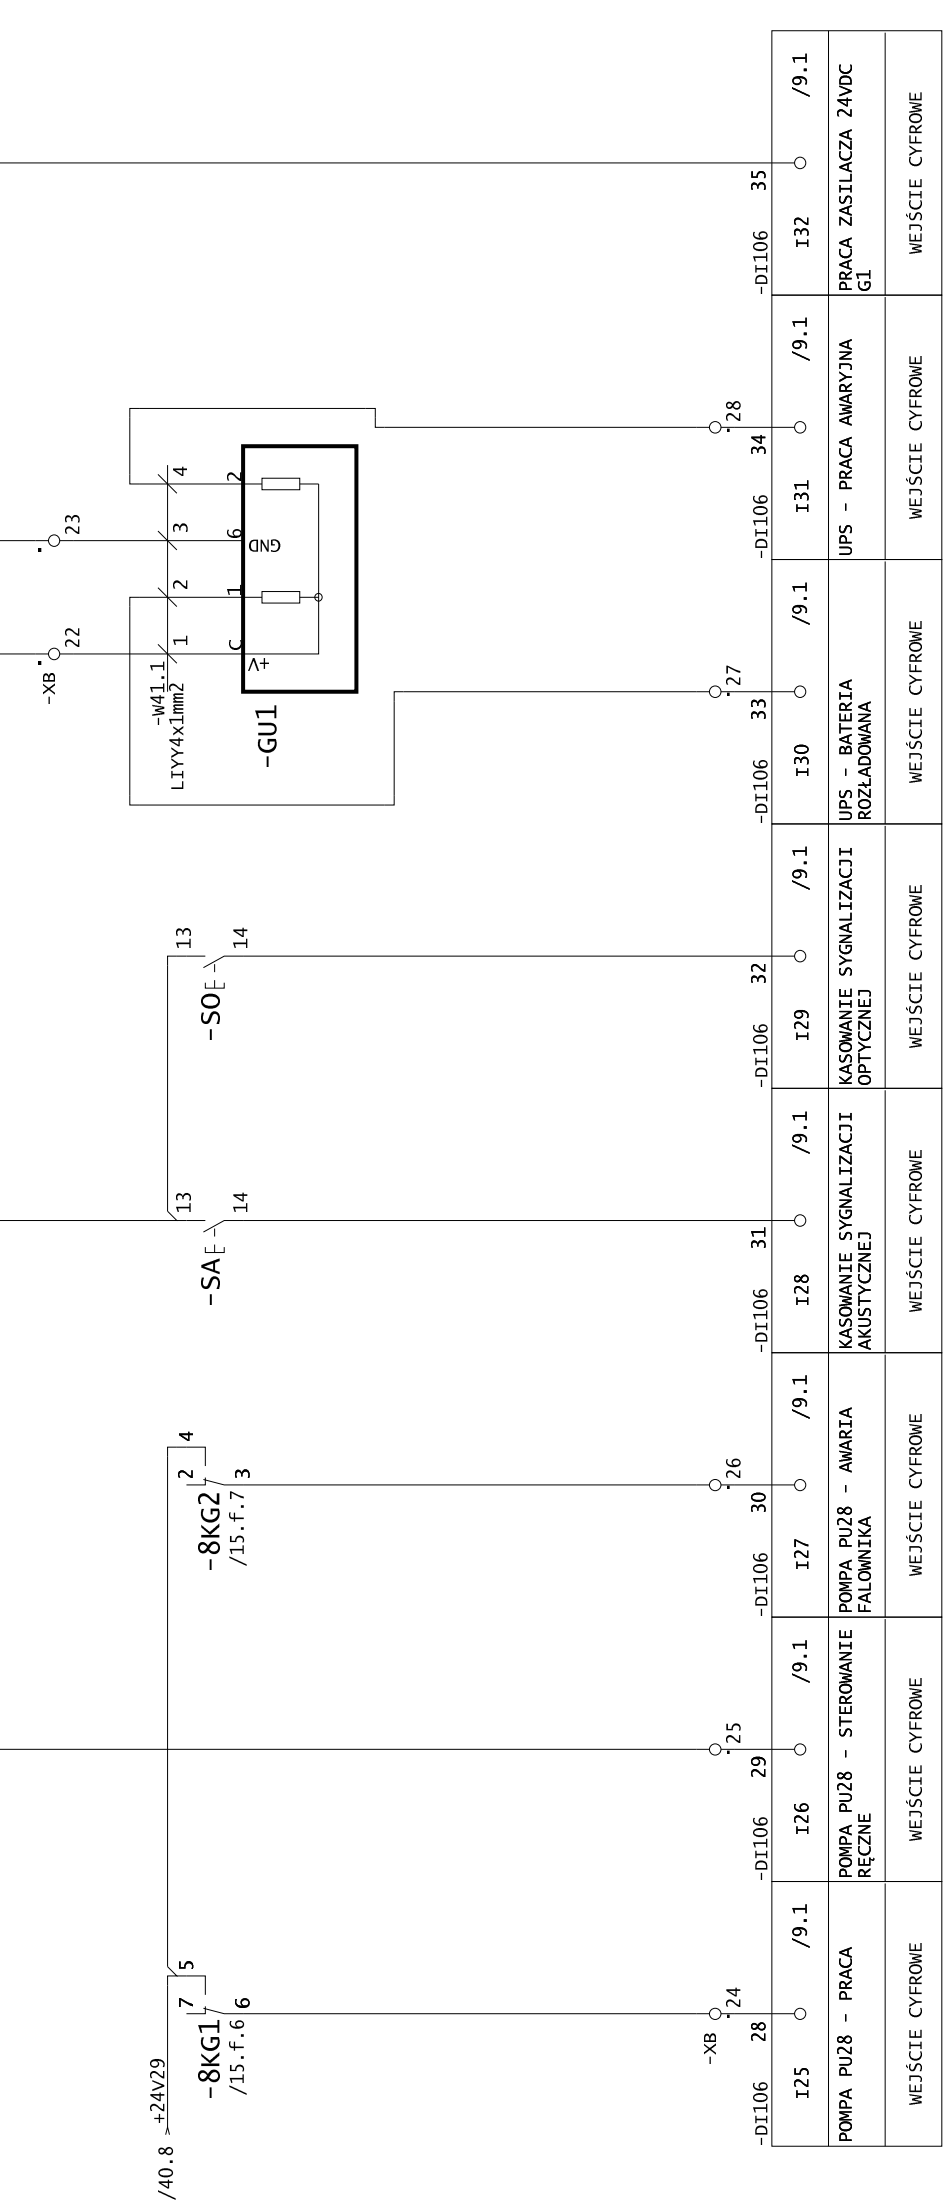 /40.8
+24V29
-8KG1
/15.f.6
7
5
6
-XB
24
-DI106
28
I25
/9.1
POMPA PU28 - PRACA
WEJŚCIE CYFROWE
25
-DI106
29
I26
/9.1
POMPA PU28 - STEROWANIE
RĘCZNE
WEJŚCIE CYFROWE
-8KG2
/15.f.7
2
4
3
26
-DI106
30
I27
/9.1
POMPA PU28 - AWARIA
FALOWNIKA
WEJŚCIE CYFROWE
-SA
13
14
-DI106
31
I28
/9.1
KASOWANIE SYGNALIZACJI
AKUSTYCZNEJ
WEJŚCIE CYFROWE
-SO
13
14
-DI106
32
I29
/9.1
KASOWANIE SYGNALIZACJI
OPTYCZNEJ
WEJŚCIE CYFROWE
-XB
22
23
-W41.1
LIYY4x1mm2
1
2
3
4
C
1
6
2
+V
GND
-GU1
27
-DI106
33
I30
/9.1
UPS - BATERIA
ROZŁADOWANA
WEJŚCIE CYFROWE
28
-DI106
34
I31
/9.1
UPS - PRACA AWARYJNA
WEJŚCIE CYFROWE
-DI106
35
I32
/9.1
PRACA ZASILACZA 24VDC
G1
WEJŚCIE CYFROWE